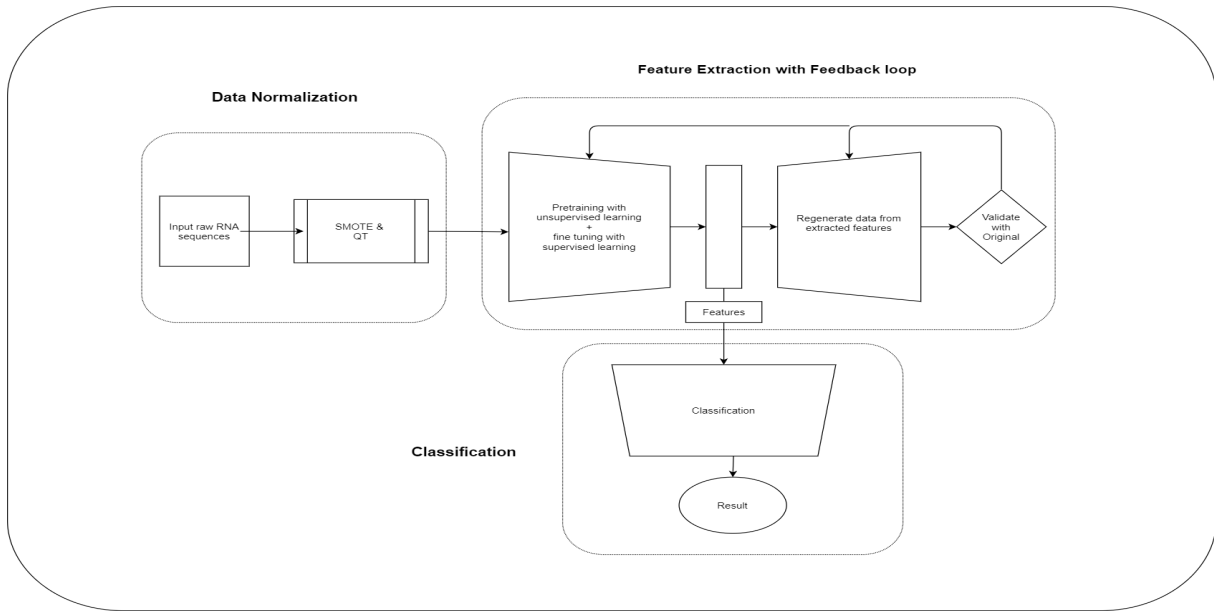 Feature Extraction with Feedback loop
Data Normalization
Input raw RNA
sequences
SMOTE &
QT
Pretraining with
unsupervised learning
+
fine tuning with
supervised learning
Regenerate data from
extracted features
Validate
with
Original
Features
Classification
Classification
Result